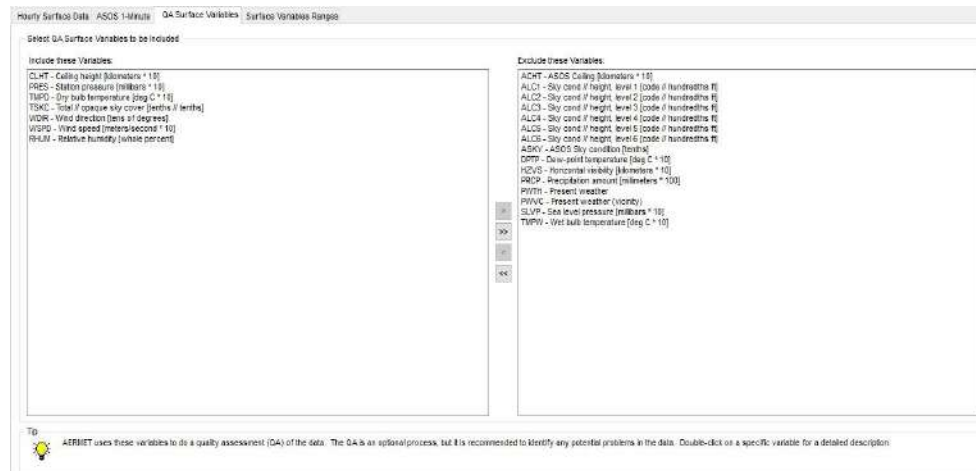 Hourly Surface Data ASOS 1-Minute QA Surface Variables Surface Variables Ranges
Select QA Surface Variables to be included
Include these Variables:
CLHT - Ceiling height [kilometers * 10]
PRES - Station pressure [millibars * 10]
TMPD - Dry bulb temperature [deg C * 10]
TSKC - Total // opaque sky cover [tenths // tenths]
WDIR - Wind direction [tens of degrees]
WSPD - Wind speed [meters/second * 10]
RHUM - Relative humidity [whole percent]
>>
<<
Exclude these Variables:
ACHT - ASOS Ceiling [kilometers * 10]
ALC1 - Sky cond // height, level 1 [code // hundredths ft]
ALC2 - Sky cond // height, level 2 [code // hundredths ft]
ALC3 - Sky cond // height, level 3 [code // hundredths ft]
ALC4 - Sky cond // height, level 4 [code // hundredths ft]
ALC5 - Sky cond // height, level 5 [code // hundredths ft]
ALC6 - Sky cond // height, level 6 [code // hundredths ft]
ASKY - ASOS Sky condition [tenths]
DPTP - Dew-point temperature [deg C * 10]
HZVS - Horizontal visibility [kilometers * 10]
PRCP - Precipitation amount [millimeters * 100]
PWTH - Present weather
PWVC - Present weather (vicinity)
SLVP - Sea level pressure [millibars * 10]
TMPW - Wet bulb temperature [deg C * 10]
Tip
AERMET uses these variables to do a quality assessment (QA) of the data. The QA is an optional process, but it is recommended to identify any potential problems in the data. Double-click on a specific variable for a detailed description